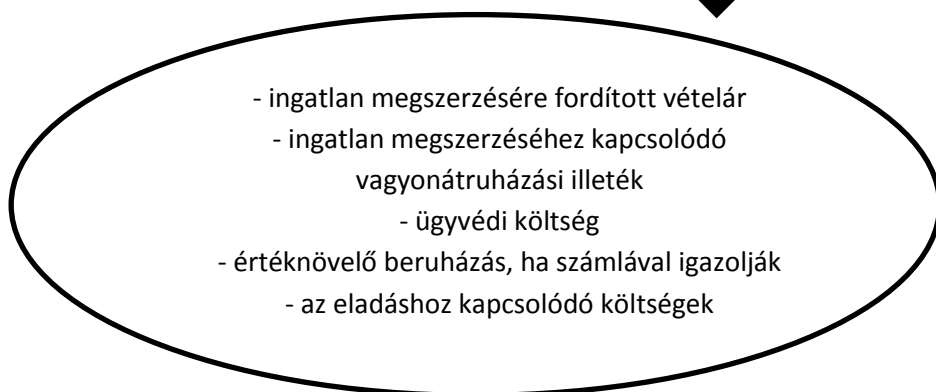 - ingatlan megszerzésére fordított vételár
- ingatlan megszerzéséhez kapcsolódó
vagyonátruházási illeték
- ügyvédi költség
- értéknövelő beruházás, ha számlával igazolják
- az eladáshoz kapcsolódó költségek